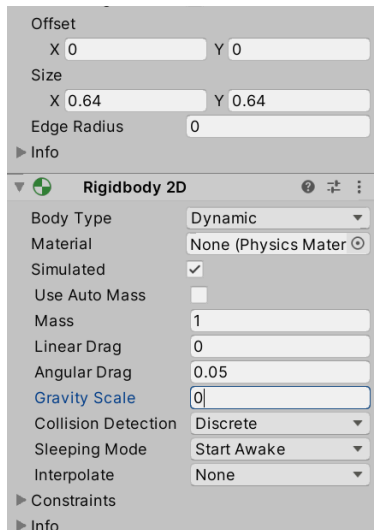 Offset
X 0 Y 0
Size
X 0.64 Y 0.64
Edge Radius 0
Info
Rigidbody 2D
Body Type Dynamic
Material None (Physics Mater
Simulated
Use Auto Mass
Mass 1
Linear Drag 0
Angular Drag 0.05
Gravity Scale 0
Collision Detection Discrete
Sleeping Mode Start Awake
Interpolate None
Constraints
Info